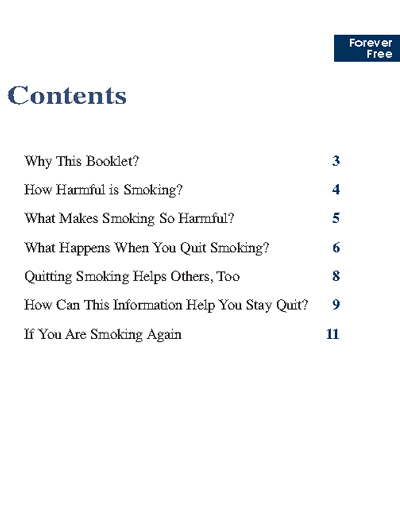 Forever
Free
Contents
Why This Booklet? 3
How Harmful is Smoking? 4
What Makes Smoking So Harmful? 5
What Happens When You Quit Smoking? 6
Quitting Smoking Helps Others, Too 8
How Can This Information Help You Stay Quit? 9
If You Are Smoking Again 11